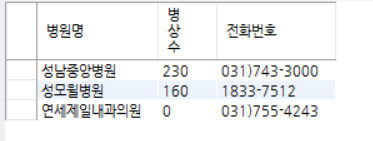 병원명 병상수 전화번호
성남중앙병원 230 031)743-3000
성모윌병원 160 1833-7512
연세제일내과의원 0 031)755-4243